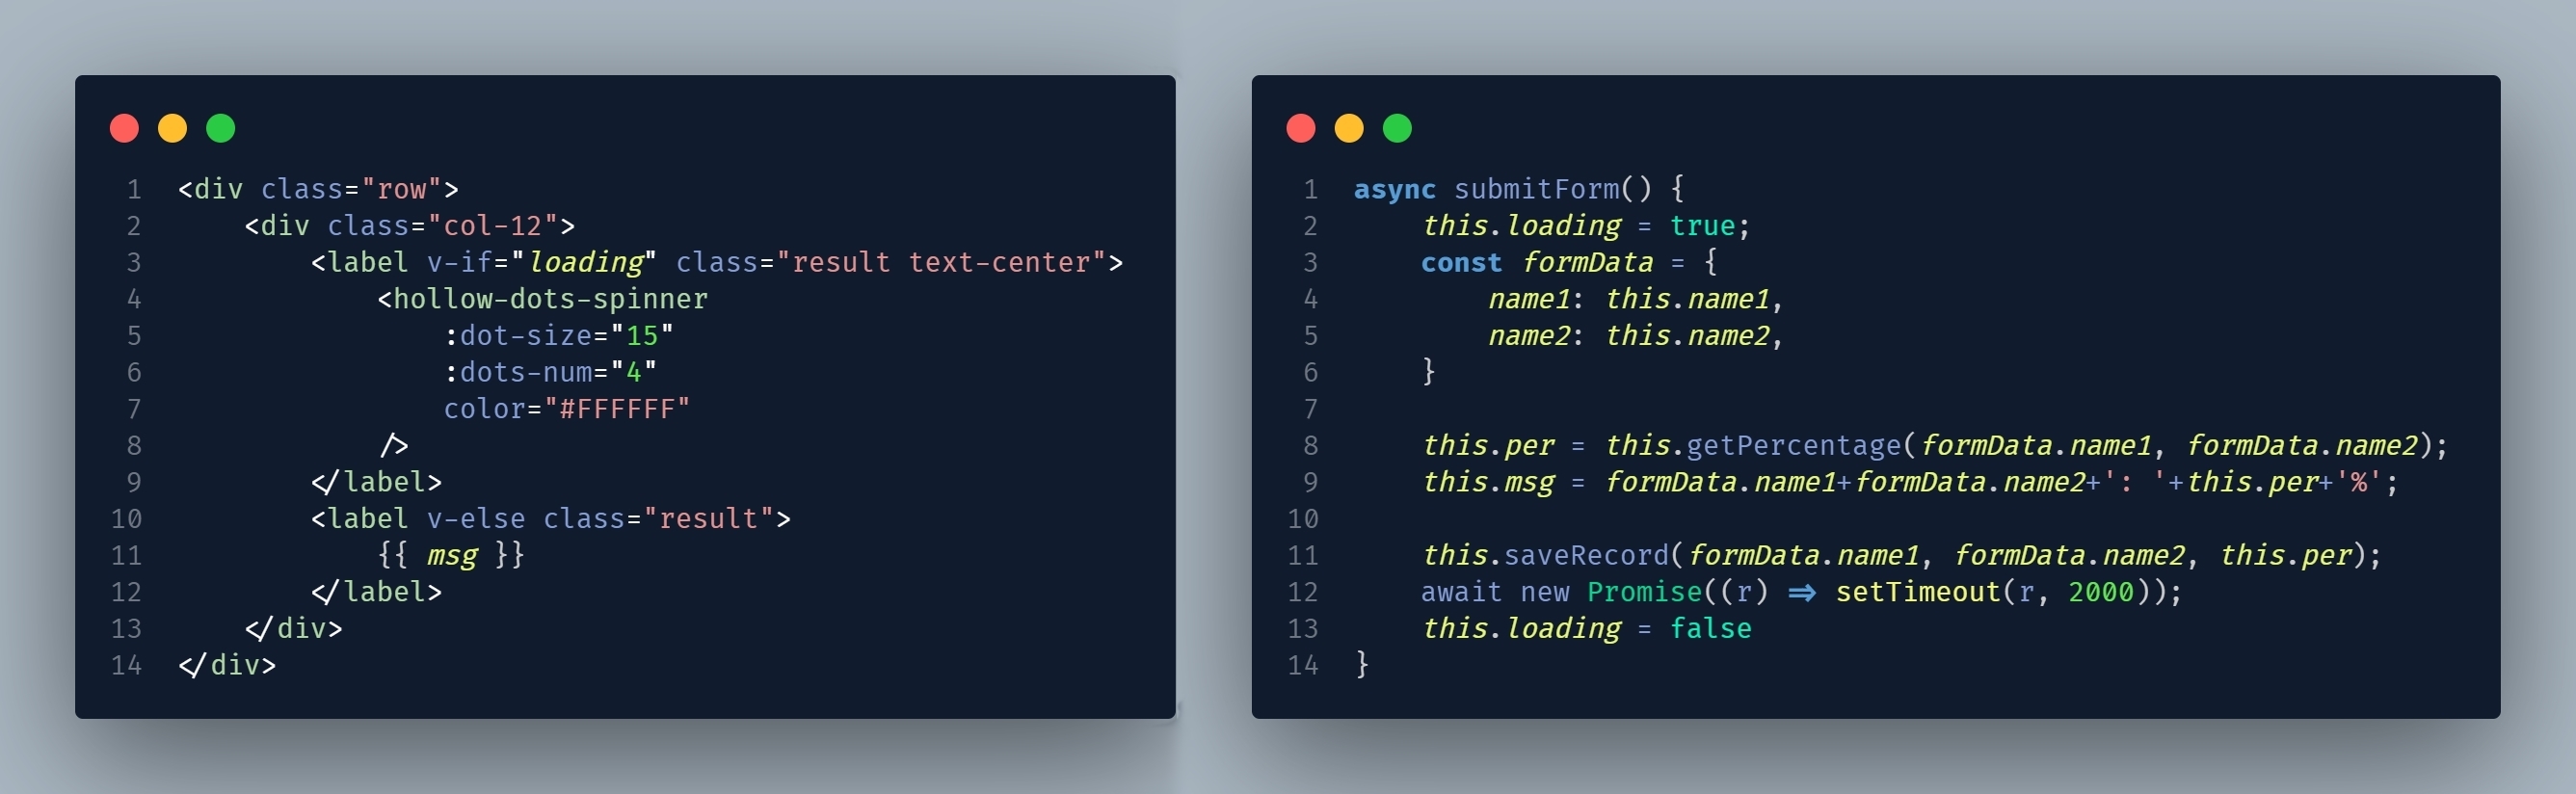 1 <div class="row">
2     <div class="col-12">
3         <label v-if="loading" class="result text-center">
4             <hollow-dots-spinner
5                 :dot-size="15"
6                 :dots-num="4"
7                 color="#FFFFFF"
8             />
9         </label>
10         <label v-else class="result">
11             {{ msg }}
12         </label>
13     </div>
14 </div>
1 async submitForm() {
2     this.loading = true;
3     const formData = {
4         name1: this.name1,
5         name2: this.name2,
6     }
7
8     this.per = this.getPercentage(formData.name1, formData.name2);
9     this.msg = formData.name1+formData.name2+': '+this.per+'%';
10
11     this.saveRecord(formData.name1, formData.name2, this.per);
12     await new Promise((r) => setTimeout(r, 2000));
13     this.loading = false
14 }